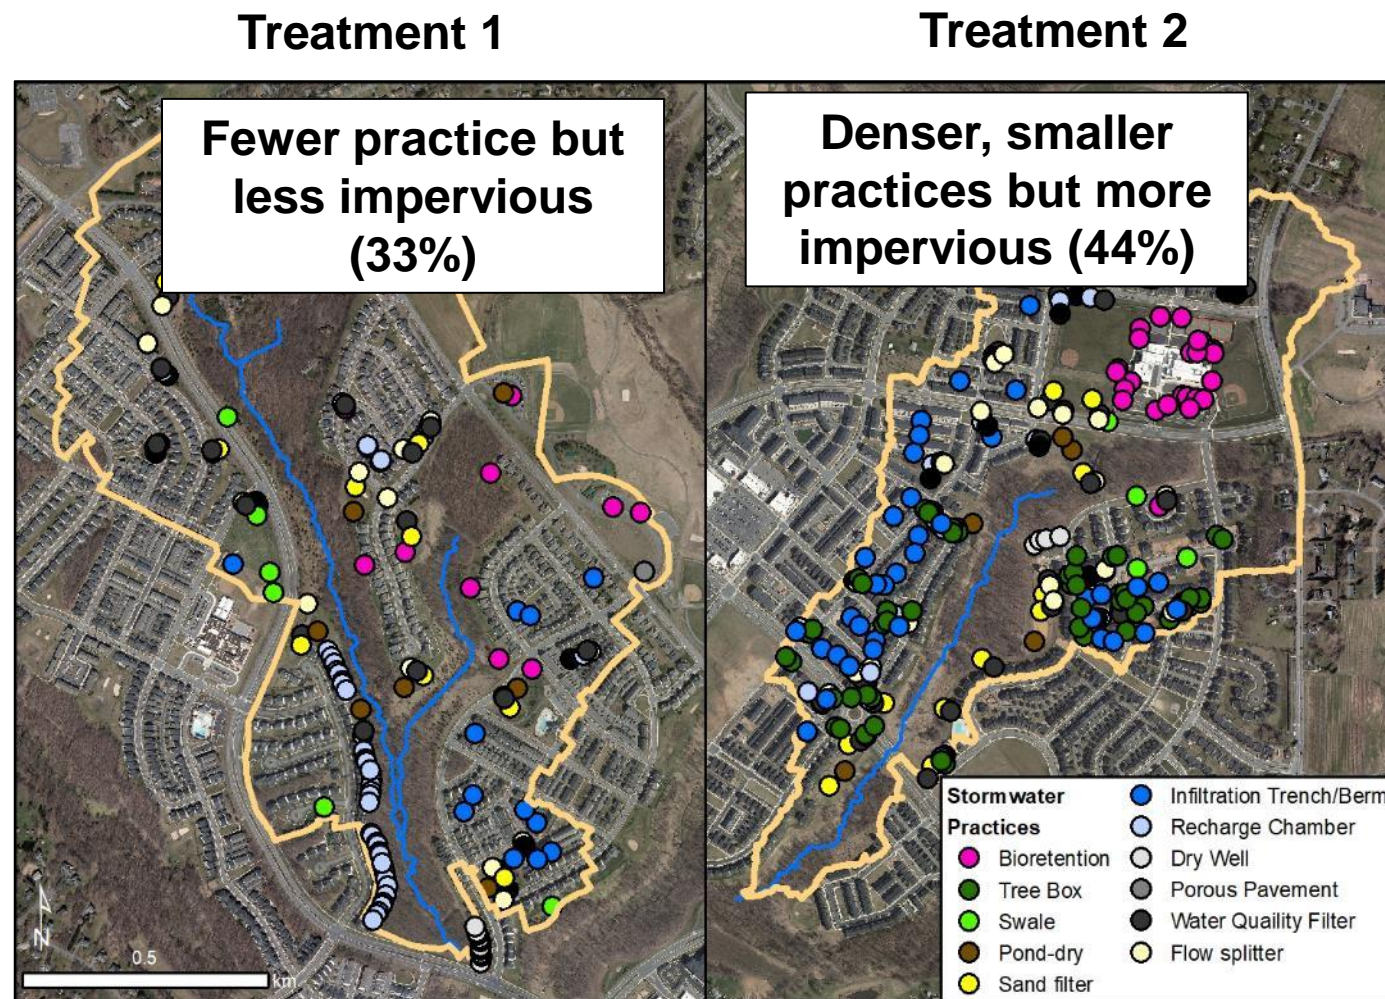 Treatment 1
Treatment 2
Fewer practice but
less impervious
(33%)
Denser, smaller
practices but more
impervious (44%)
Stormwater
Practices
Bioretention
Tree Box
Swale
Pond-dry
Sand filter
Infiltration Trench/Berm
Recharge Chamber
Dry Well
Porous Pavement
Water Quaility Filter
Flow splitter
N
0.5
km